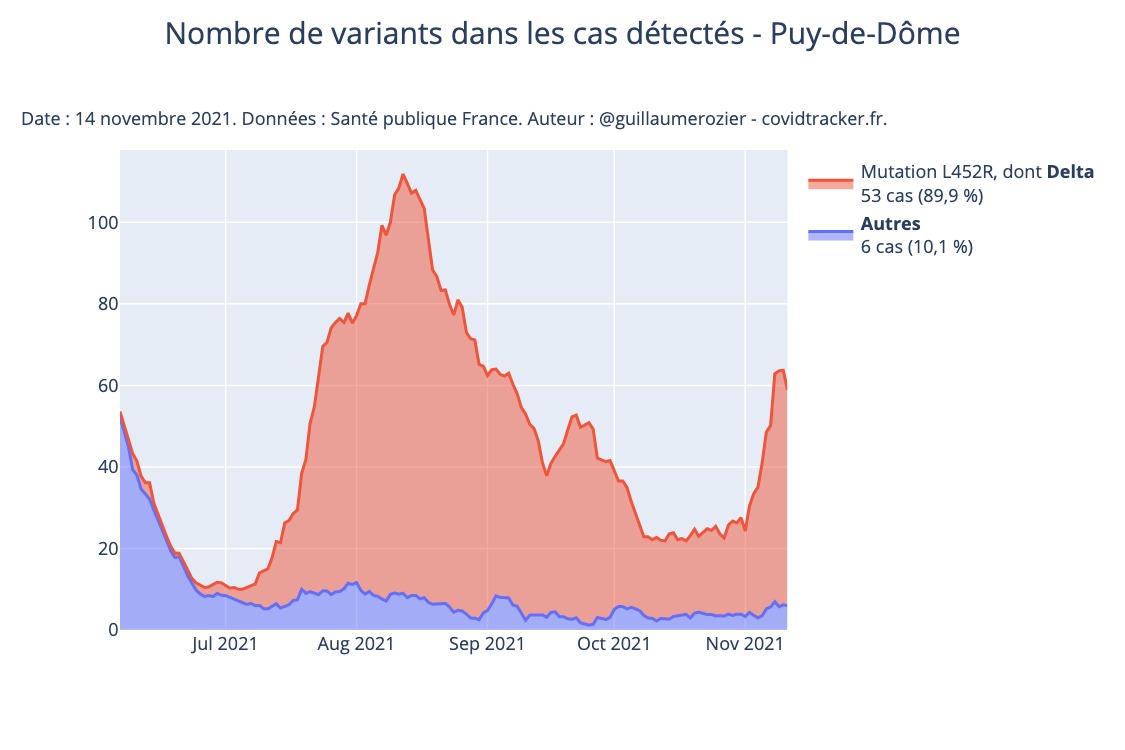 Nombre de variants dans les cas détectés - Puy-de-Dôme
Date : 14 novembre 2021. Données : Santé publique France. Auteur : @guillaumerozier - covidtracker.fr.
Mutation L452R, dont Delta
53 cas (89,9 %)
Autres
6 cas (10,1 %)
100
80
60
40
20
0
Jul 2021
Aug 2021
Sep 2021
Oct 2021
Nov 2021